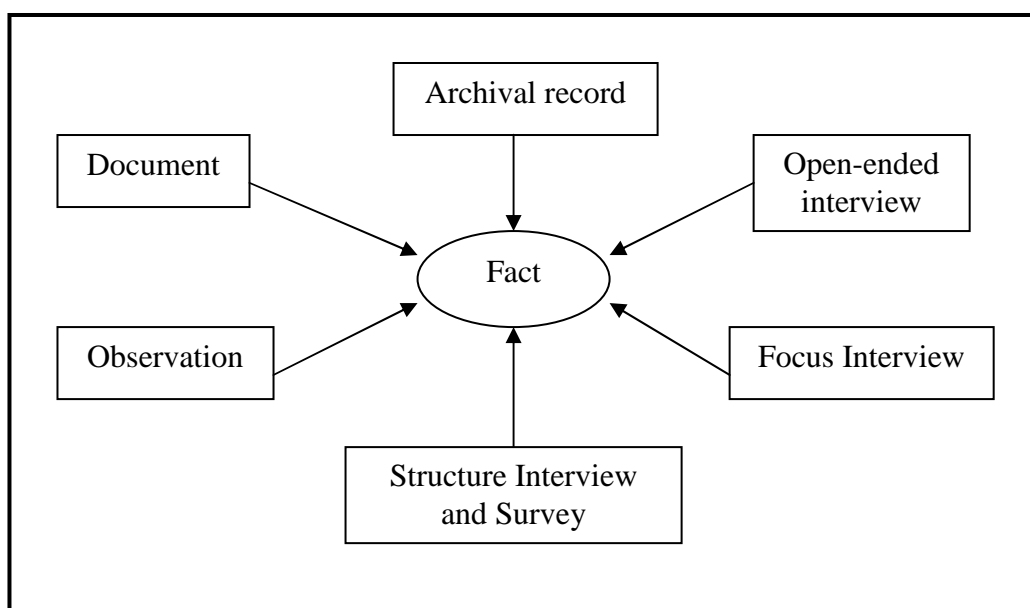 Archival record
Document
Open-ended
interview
Fact
Observation
Focus Interview
Structure Interview
and Survey